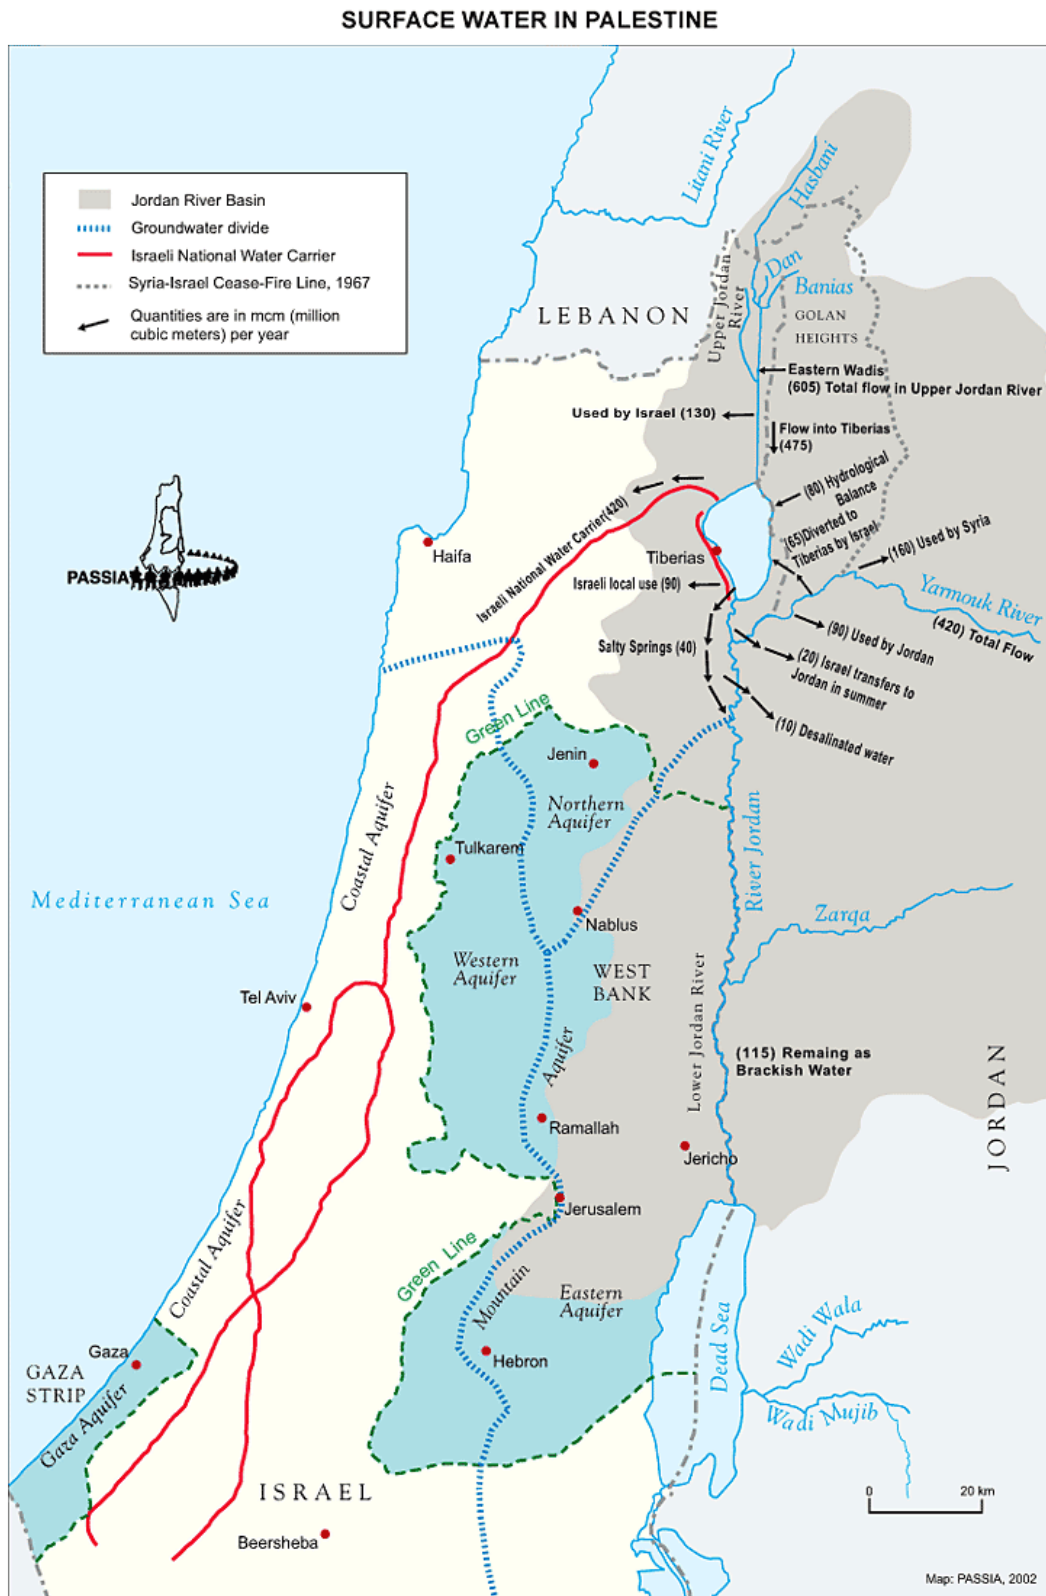 SURFACE WATER IN PALESTINE
Jordan River Basin
Groundwater divide
Israeli National Water Carrier
Syria-Israel Cease-Fire Line, 1967
Quantities are in mcm (million
cubic meters) per year
PASSIA
Litani River
Hasbani
Dan
Banias
Upper Jordan
River
GOLAN
HEIGHTS
LEBANON
Eastern Wadis
(605) Total flow in Upper Jordan River
Used by Israel (130)
Flow into Tiberias
(475)
(80) Hydrological
Balance
(65)Diverted to
Tiberias by Israel
(160) Used by Syria
Israeli National Water Carrier(420)
Haifa
Tiberias
Israeli local use (90)
Yarmouk River
(420) Total Flow
(90) Used by Jordan
Salty Springs (40)
(20) Israel transfers to
Jordan in summer
(10) Desalinated water
Green Line
Jenin
Northern
Aquifer
Coastal Aquifer
Tulkarem
River Jordan
Mediterranean Sea
Zarqa
Nablus
Western
Aquifer
WEST
BANK
Tel Aviv
Lower Jordan River
Aquifer
(115) Remaing as
Brackish Water
JORDAN
Ramallah
Jericho
Jerusalem
Coastal Aquifer
Green Line
Mountain
Eastern
Aquifer
Dead Sea
Wadi Wala
Gaza
Hebron
GAZA
STRIP
Gaza Aquifer
Wadi Mujib
ISRAEL
0 20 km
Beersheba
Map: PASSIA, 2002